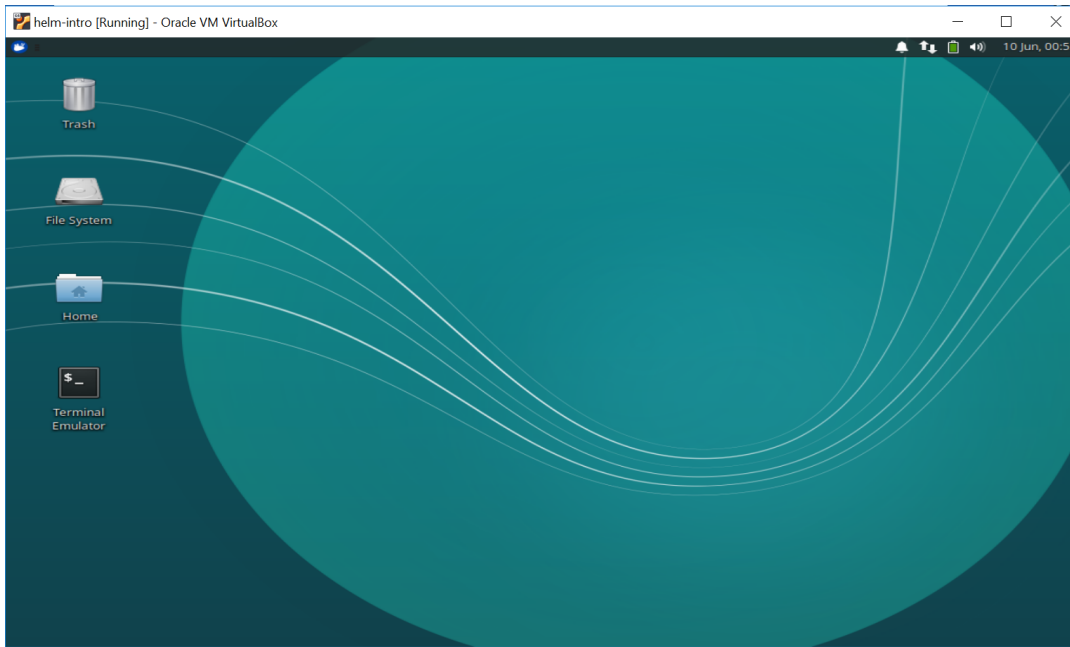 helm-intro [Running] - Oracle VM VirtualBox
10 Jun, 00:5
Trash
File System
Home
$_
Terminal
Emulator